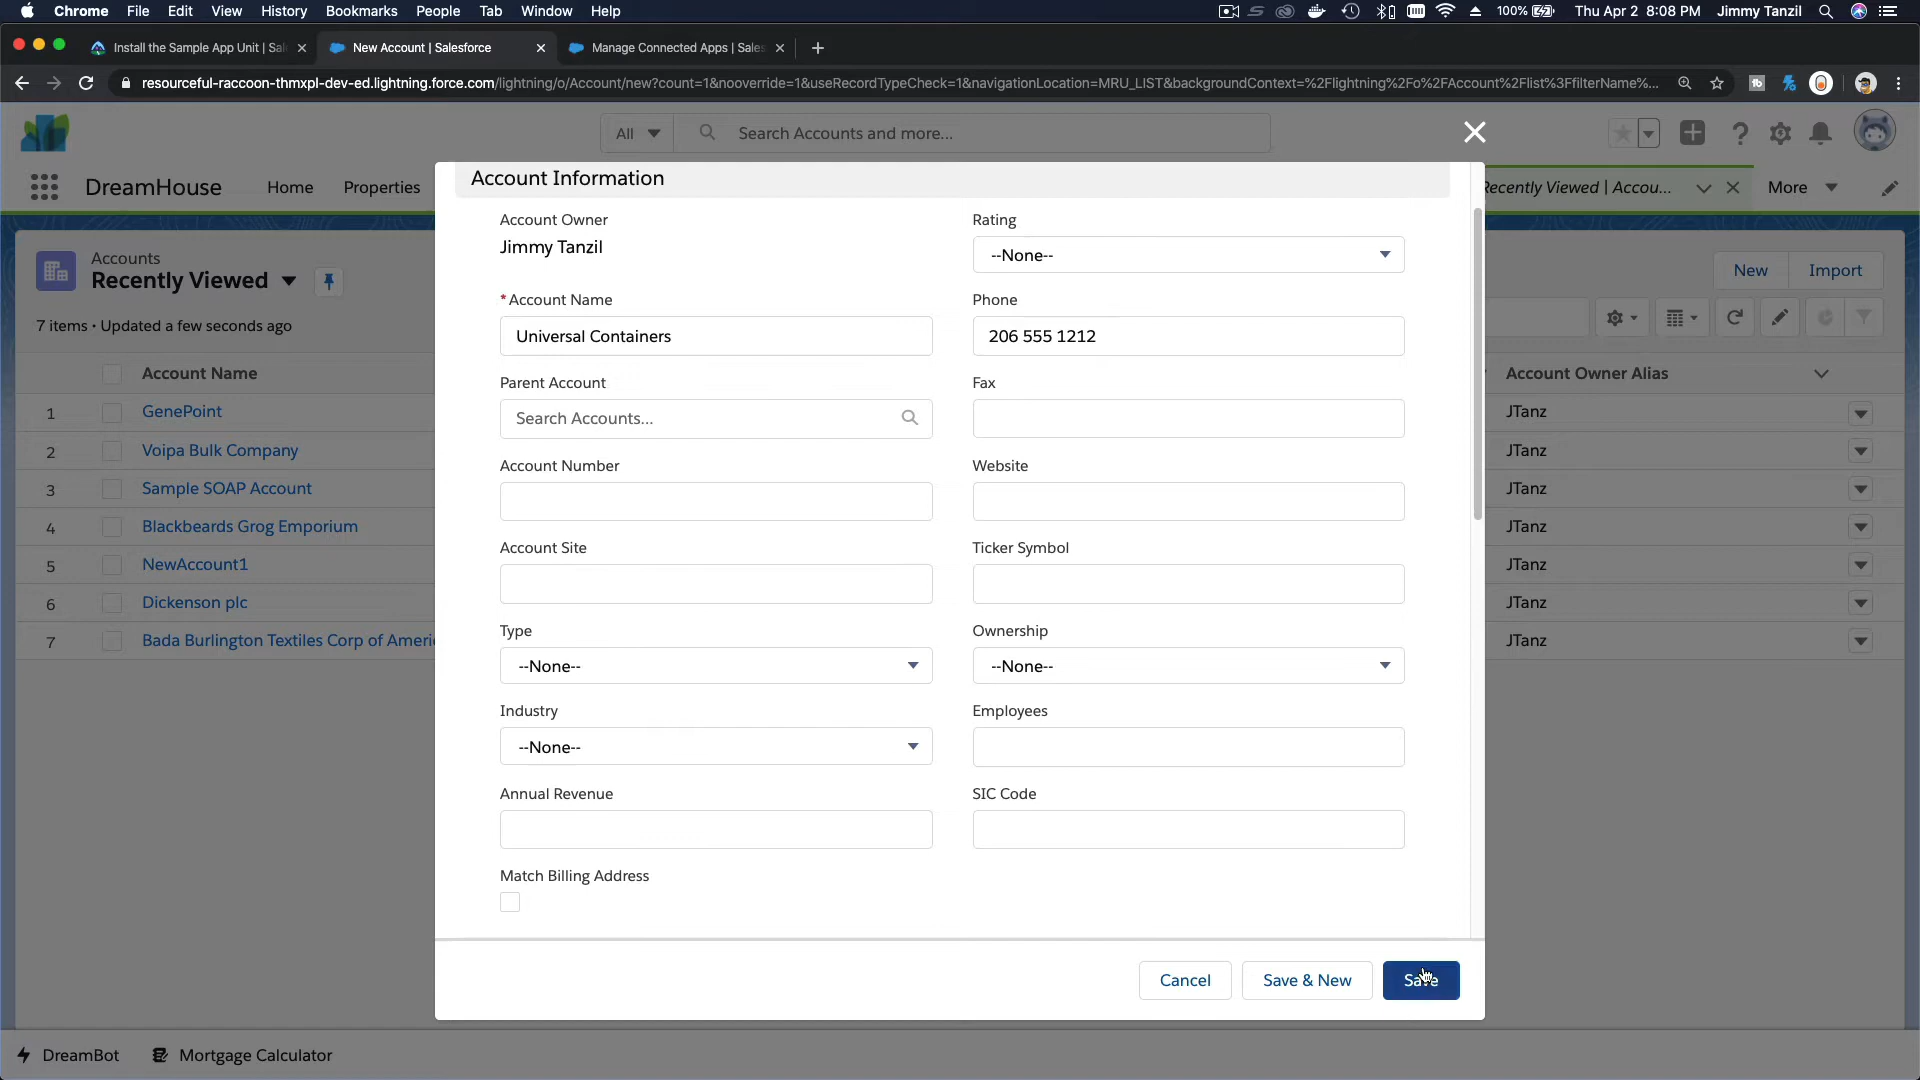 Chrome File Edit View History Bookmarks People Tab Window Help 100% Thu Apr 2 8:08 PM Jimmy Tanzil
Install the Sample App Unit | Sal New Account | Salesforce Manage Connected Apps | Sales
resourceful-raccoon-thmxpl-dev-ed.lightning.force.com/lightning/o/Account/new?count=1&nooverride=1&useRecordTypeCheck=1&navigationLocation=MRU_LIST&backgroundContext=%2Flightning%2Fo%2FAccount%2Flist%3FfilterName%...
All Search Accounts and more...
DreamHouse Home Properties Recently Viewed | Accou... More
Accounts
Recently Viewed
7 items • Updated a few seconds ago
New Import
Account Name Account Owner Alias
1 GenePoint JTanz
2 Voipa Bulk Company JTanz
3 Sample SOAP Account JTanz
4 Blackbeards Grog Emporium JTanz
5 NewAccount1 JTanz
6 Dickenson plc JTanz
7 Bada Burlington Textiles Corp of Ameri JTanz
Account Information
Account Owner
Jimmy Tanzil
Rating
--None--
*Account Name
Universal Containers
Phone
206 555 1212
Parent Account
Search Accounts...
Fax
Account Number
Website
Account Site
Ticker Symbol
Type
--None--
Ownership
--None--
Industry
--None--
Employees
Annual Revenue
SIC Code
Match Billing Address
Cancel Save & New Save
DreamBot Mortgage Calculator